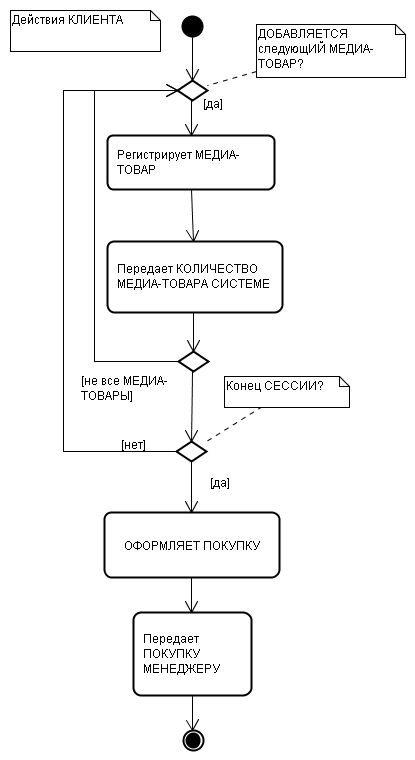 Действия КЛИЕНТА
ДОБАВЛЯЕТСЯ
следующИЙ МЕДИА-
ТОВАР?
[да]
Регистрирует МЕДИА-
ТОВАР
Передает КОЛИЧЕСТВО
МЕДИА-ТОВАРА СИСТЕМЕ
[не все МЕДИА-
ТОВАРЫ]
Конец СЕССИИ?
[нет]
[да]
ОФОРМЛЯЕТ ПОКУПКУ
Передает
ПОКУПКУ
МЕНЕДЖЕРУ